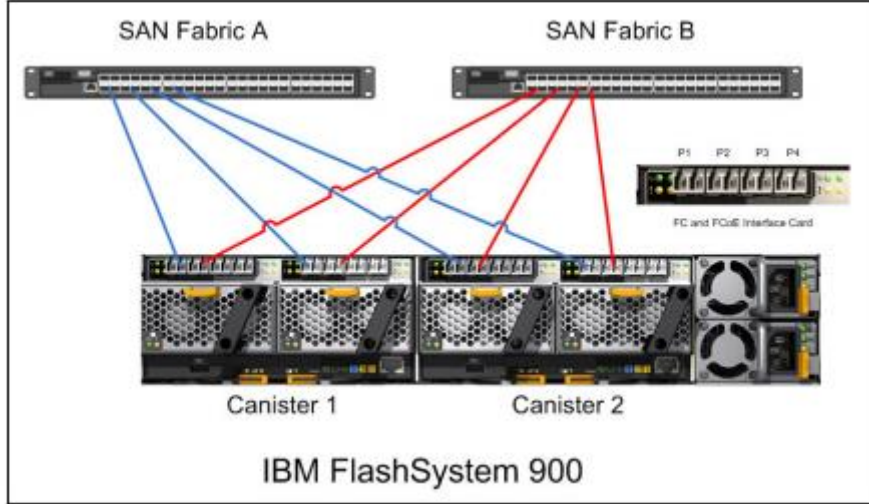 SAN Fabric A
SAN Fabric B
P1 P2 P3 P4
FC and FCoE Interface Card
Canister 1
Canister 2
IBM FlashSystem 900